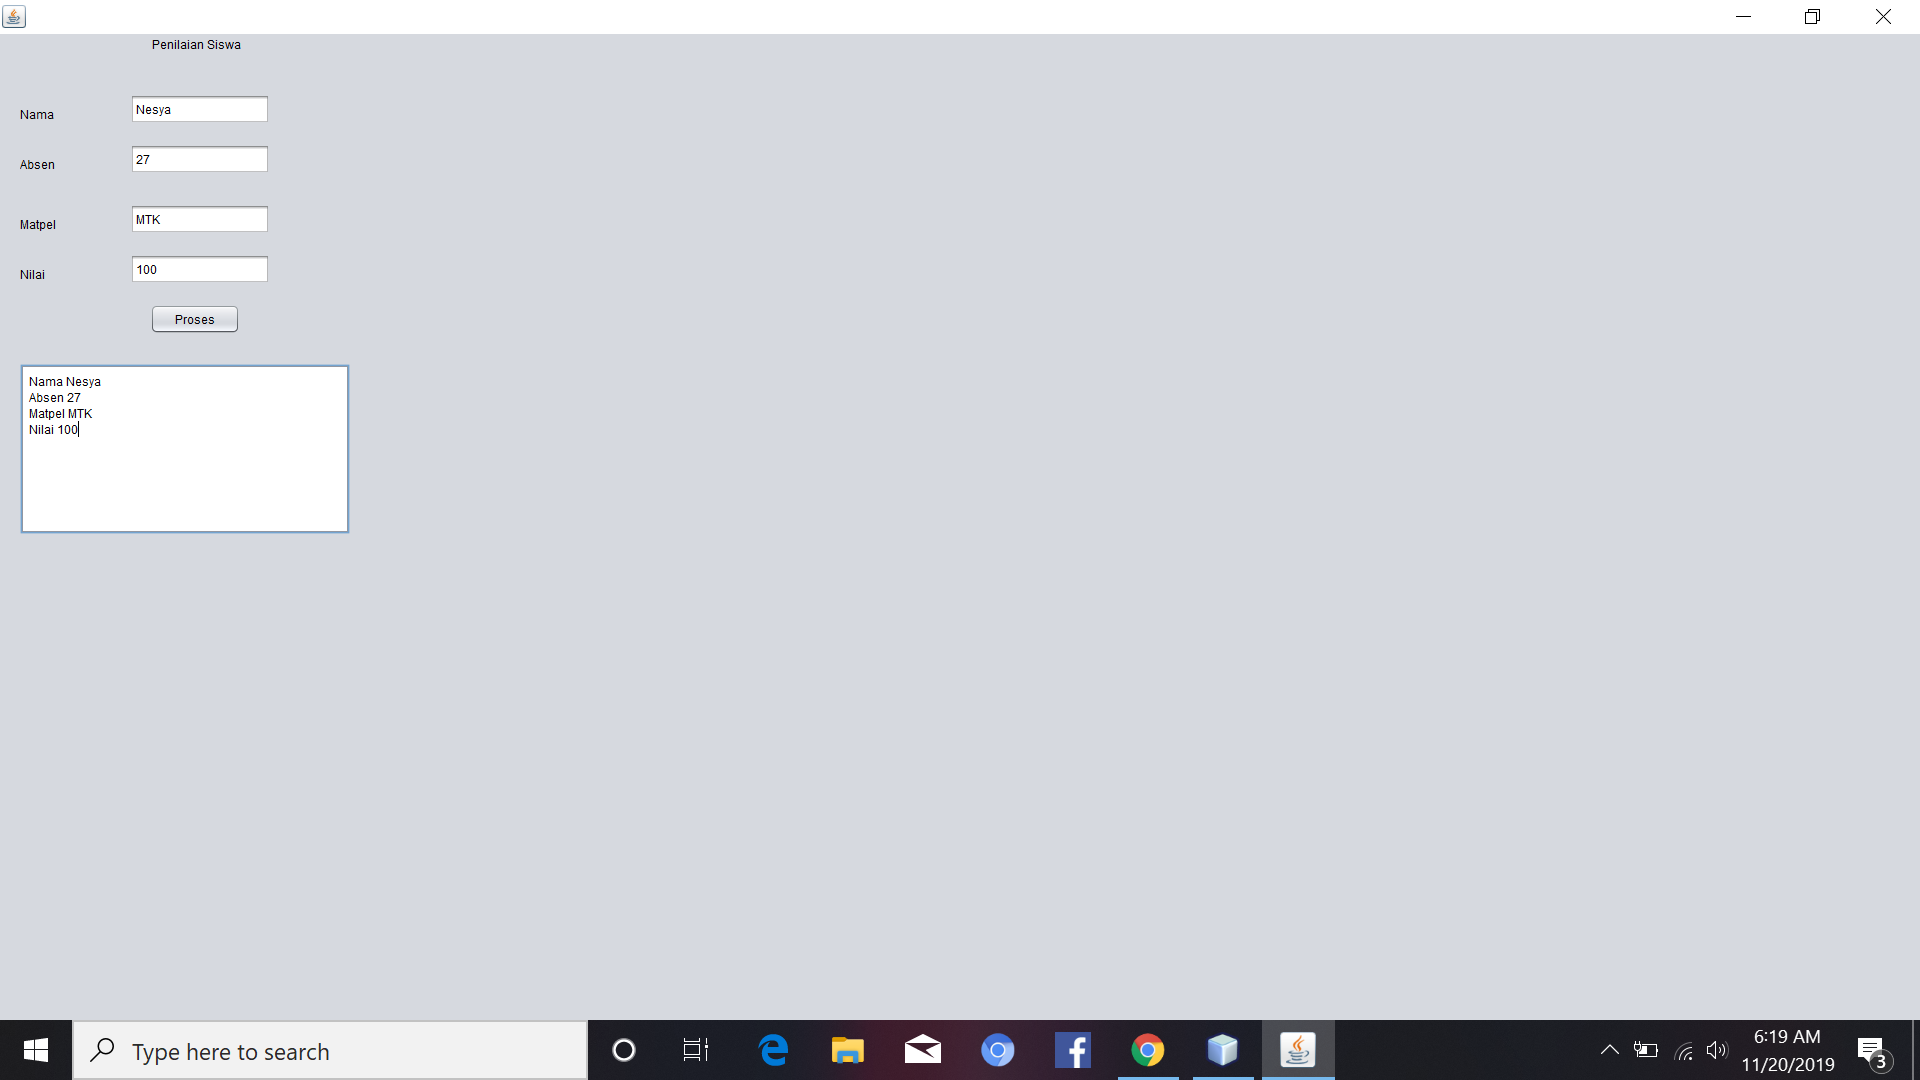 Penilaian Siswa
Nama
Nesya
Absen
27
Matpel
MTK
Nilai
100
Proses
Nama Nesya
Absen 27
Matpel MTK
Nilai 100
Type here to search
6:19 AM
11/20/2019
3